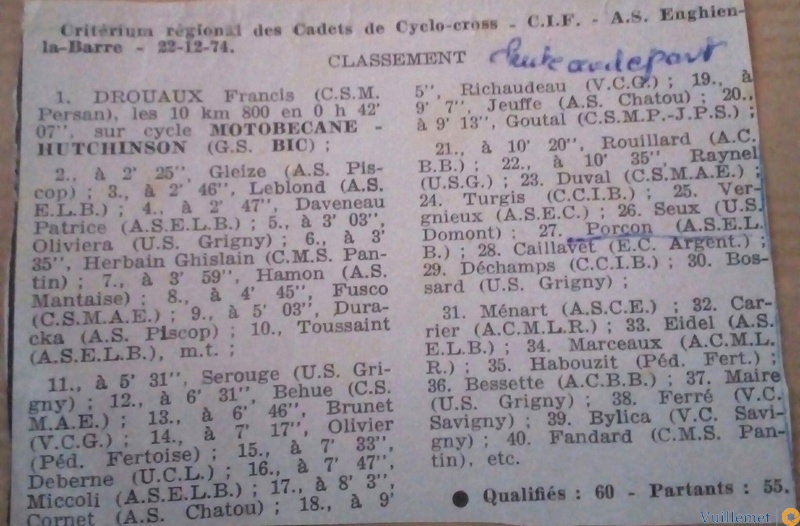 Critérium régional des Cadets de Cyclo-cross - C.I.F. - A.S. Enghien-
la-Barre - 22-12-74.
CLASSEMENT
1. DROUAUX Francis (C.S.M.
Persan), les 10 km 800 en 0 h 42'
07'', sur cycle MOTOBECANE -
HUTCHINSON (G.S. BIC) ;
2., à 2' 25'', Gleize (A.S. Pis-
cop) ; 3., à 2' 46'', Leblond (A.S.
E.L.B.) ; 4., à 2' 47'', Daveneau
Patrice (A.S.E.L.B.) ; 5., à 3' 03'',
Oliviera (U.S. Grigny) ; 6., à 3'
35'', Herbain Ghislain (C.M.S. Pan-
tin) ; 7., à 3' 59'', Hamon (A.S.
Mantaise) ; 8., à 4' 45'', Fusco
(C.S.M.A.E.) ; 9., à 5' 03'', Dura-
cka (A.S. Piscop) ; 10., Toussaint
(A.S.E.L.B.), m.t. ;
11., à 5' 31'', Serouge (U.S. Gri-
gny) ; 12., à 6' 31'' Behue (C.S.
M.A.E.) ; 13., à 6' 46'', Brunet
(V.C.G.) ; 14., à 7' 17'', Olivier
(Péd. Fertoise) ; 15., à 7' 33'',
Deberne (U.C.L.) ; 16., à 7' 47'',
Miccoli (A.S.E.L.B.) ; 17., à 8' 3'',
Cornet (A.S. Chatou) ; 18., à 9'
5'', Richaudeau (V.C.G.) ; 19., à
9' 7'', Jeuffe (A.S. Chatou) ; 20.,
à 9' 13'', Goutal (C.S.M.P.-J.P.S.) ;
21., à 10' 20'', Rouillard (A.C.
B.B.) ; 22., à 10' 35'', Raynel
(U.S.G.) ; 23. Duval (C.S.M.A.E.) ;
24. Turgis (C.C.I.B.) ; 25. Ver-
gnieux (A.S.E.C.) ; 26. Seux (U.S.
Domont) ; 27. Porcon (A.S.E.L.
B.) ; 28. Caillavet (E.C. Argent.) ;
29. Déchamps (C.C.I.B.) ; 30. Bos-
sard (U.S. Grigny) ;
31. Ménart (A.S.C.E.) ; 32. Car-
rier (A.C.M.L.R.) ; 33. Eidel (A.S.
E.L.B.) ; 34. Marceaux (A.C.M.L.
R.) ; 35. Habouzit (Péd. Fert.) ;
36. Bessette (A.C.B.B.) ; 37. Maire
(U.S. Grigny) ; 38. Ferré (V.C.
Savigny) ; 39. Bylica (V.C. Savi-
gny) ; 40. Fandard (C.M.S. Pan-
tin), etc.
● Qualifiés : 60 - Partants : 55.
Vuillemet